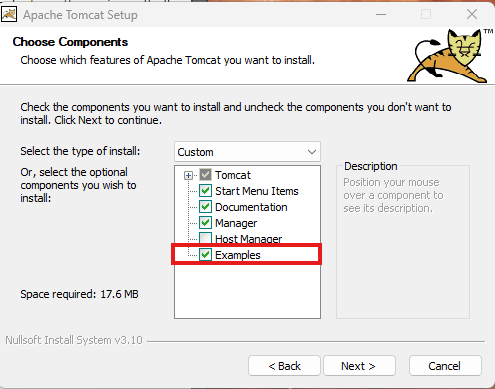 Apache Tomcat Setup
Choose Components
Choose which features of Apache Tomcat you want to install.
TM
Check the components you want to install and uncheck the components you don't want to
install. Click Next to continue.
Select the type of install:
Custom
Or, select the optional
components you wish to
install:
Tomcat
Start Menu Items
Documentation
Manager
Host Manager
Examples
Description
Position your mouse
over a component to
see its description.
Space required: 17.6 MB
Nullsoft Install System v3.10
< Back
Next >
Cancel